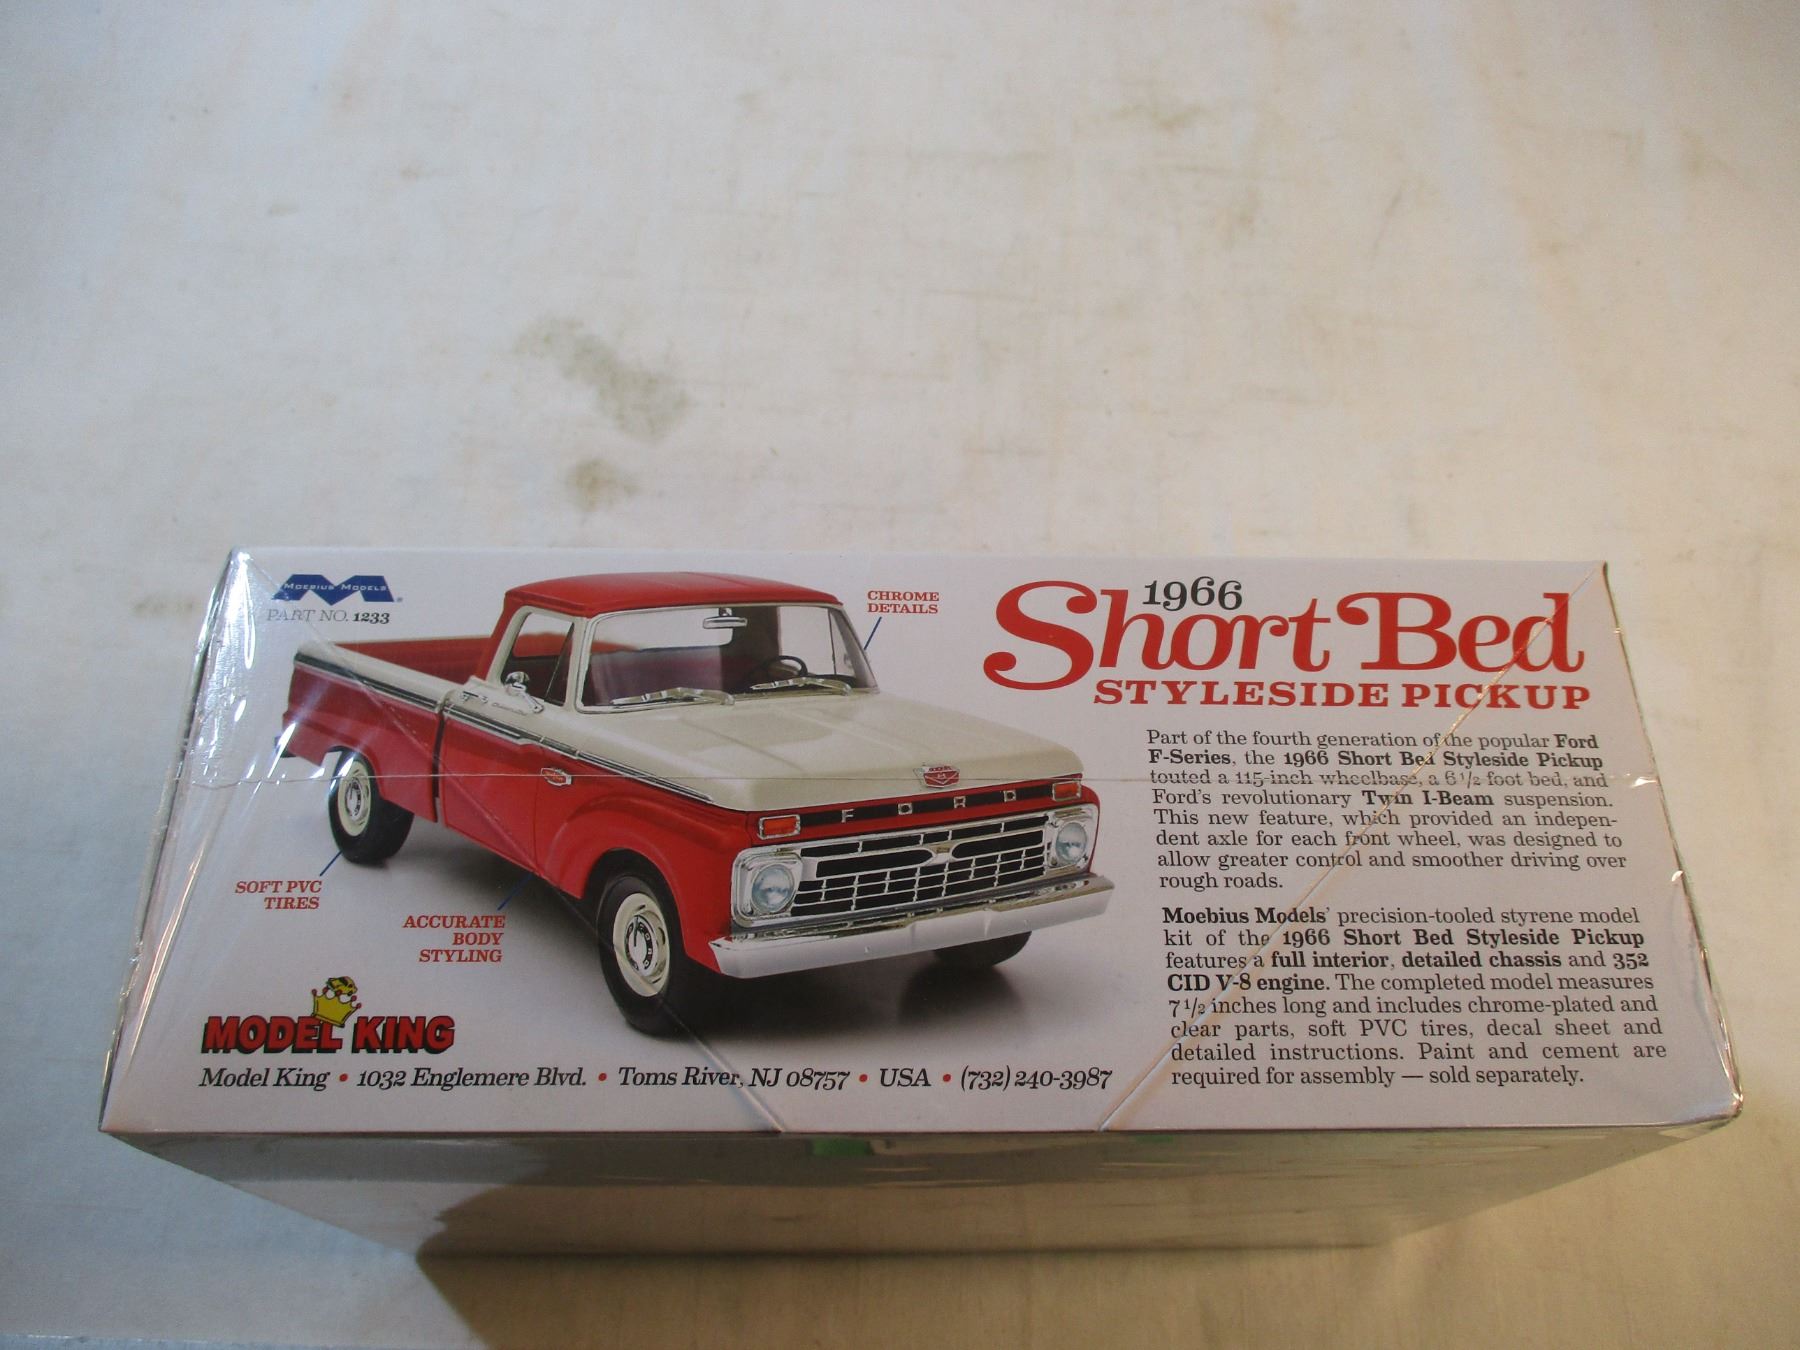 MOEBIUS MODELS
PART NO. 1233
CHROME
DETAILS
1966
Short Bed
STYLESIDE PICKUP
Part of the fourth generation of the popular Ford
F-Series, the 1966 Short Bed Styleside Pickup
touted a 115-inch wheelbase, a 6 1/2 foot bed, and
Ford's revolutionary Twin I-Beam suspension.
This new feature, which provided an indepen-
dent axle for each front wheel, was designed to
allow greater control and smoother driving over
rough roads.
Moebius Models' precision-tooled styrene model
kit of the 1966 Short Bed Styleside Pickup
features a full interior, detailed chassis and 352
CID V-8 engine. The completed model measures
7 1/2 inches long and includes chrome-plated and
clear parts, soft PVC tires, decal sheet and
detailed instructions. Paint and cement are
required for assembly — sold separately.
FORD
SOFT PVC
TIRES
ACCURATE
BODY
STYLING
MODEL KING
Model King • 1032 Englemere Blvd. • Toms River, NJ 08757 • USA • (732) 240-3987